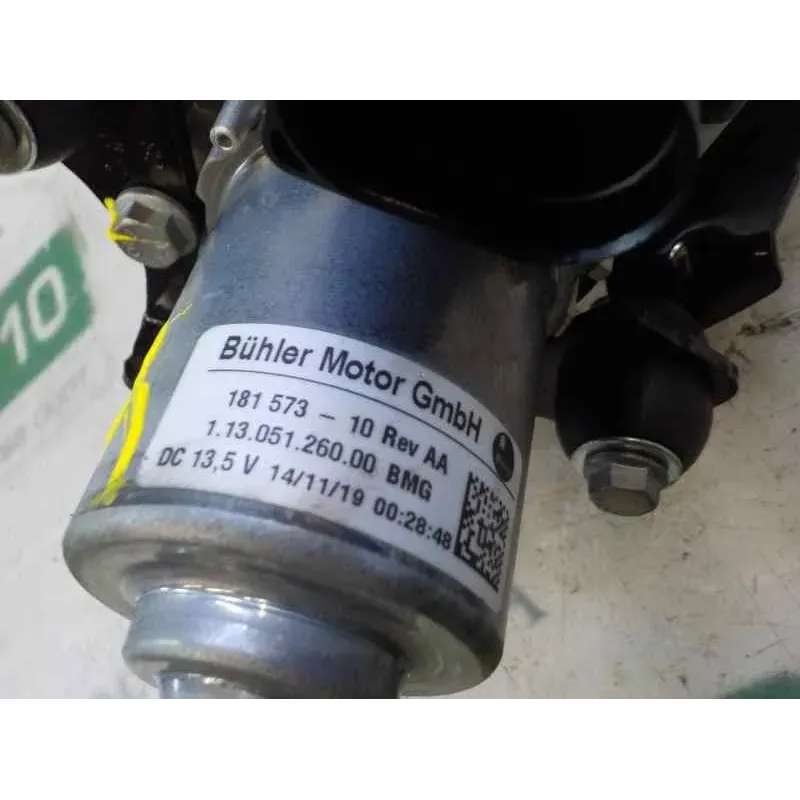 Bühler Motor GmbH
181 573 - 10 Rev AA
1.13.051.260.00 BMG
DC 13,5 V 14/11/19 00:28:48
10